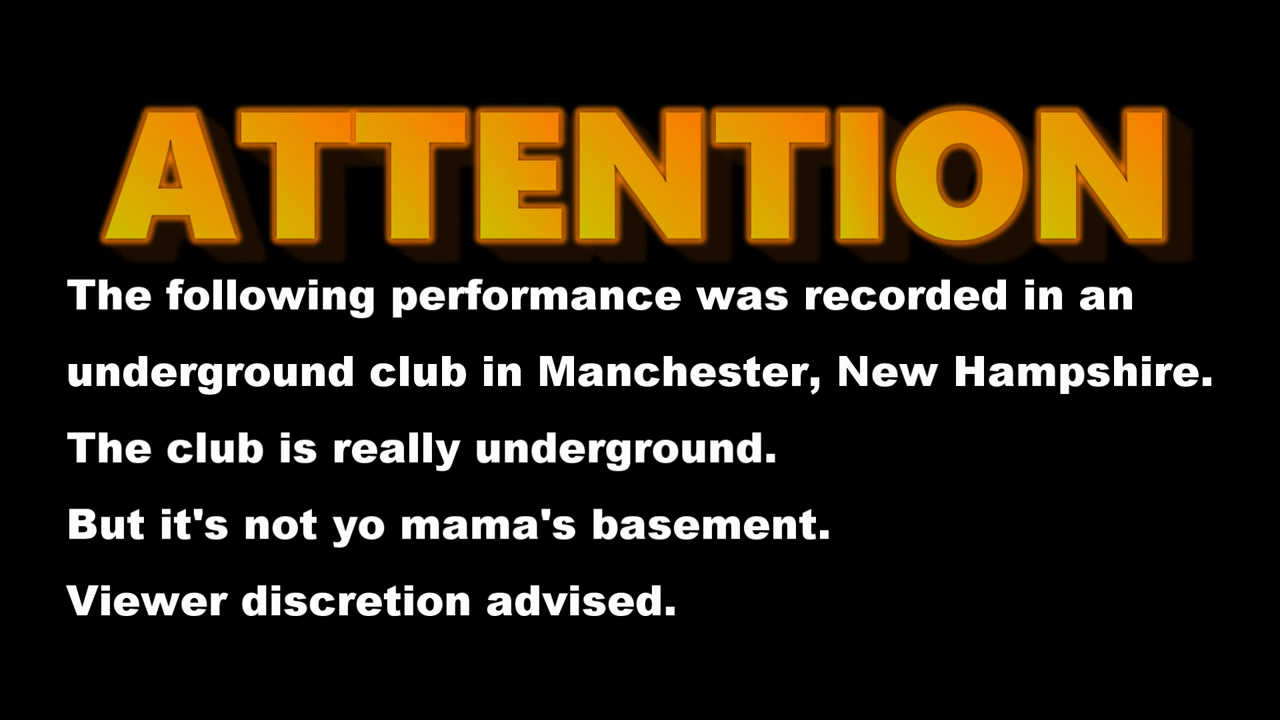 ATTENTION
The following performance was recorded in an
underground club in Manchester, New Hampshire.
The club is really underground.
But it's not yo mama's basement.
Viewer discretion advised.